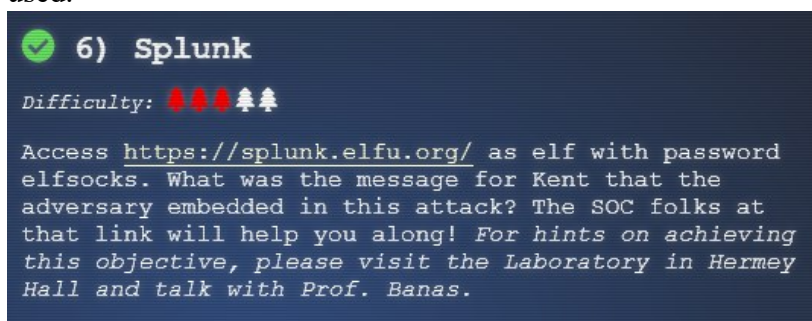 6) Splunk
Difficulty:
Access https://splunk.elfu.org/ as elf with password
elfsocks. What was the message for Kent that the
adversary embedded in this attack? The SOC folks at
that link will help you along! For hints on achieving
this objective, please visit the Laboratory in Hermey
Hall and talk with Prof. Banas.